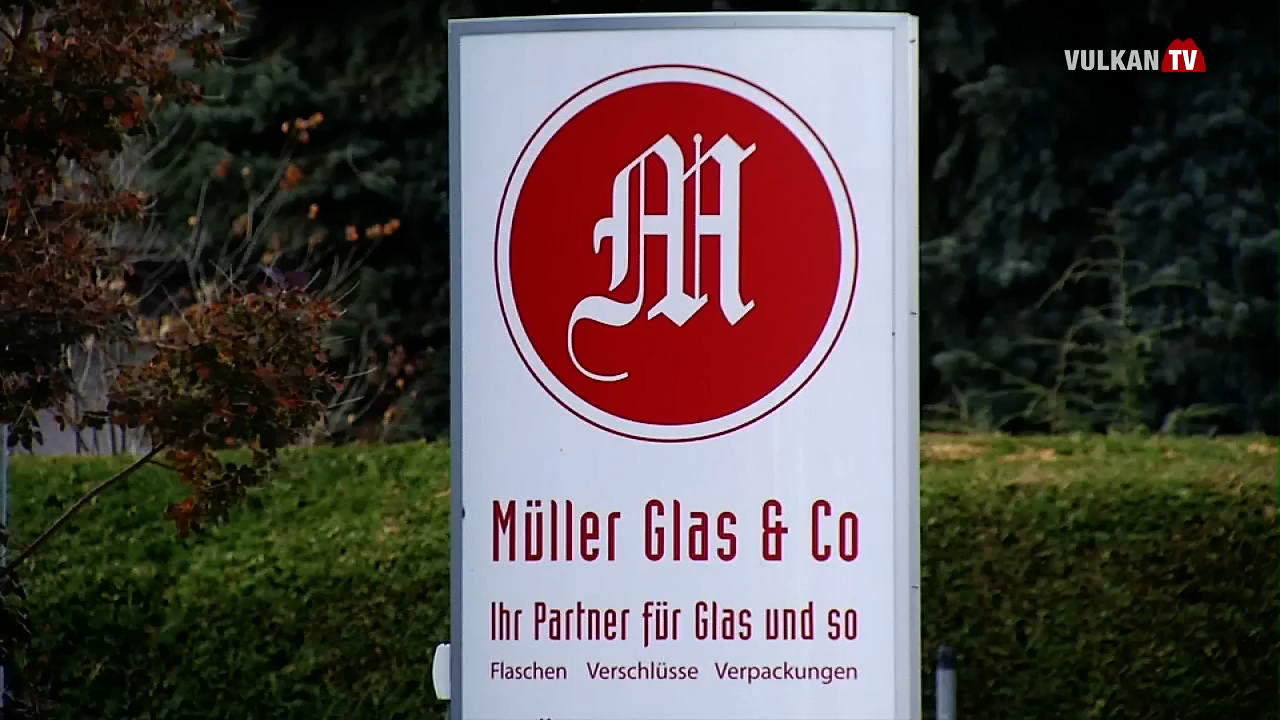 VULKAN TV
M
Müller Glas & Co
Ihr Partner für Glas und so
Flaschen Verschlüsse Verpackungen